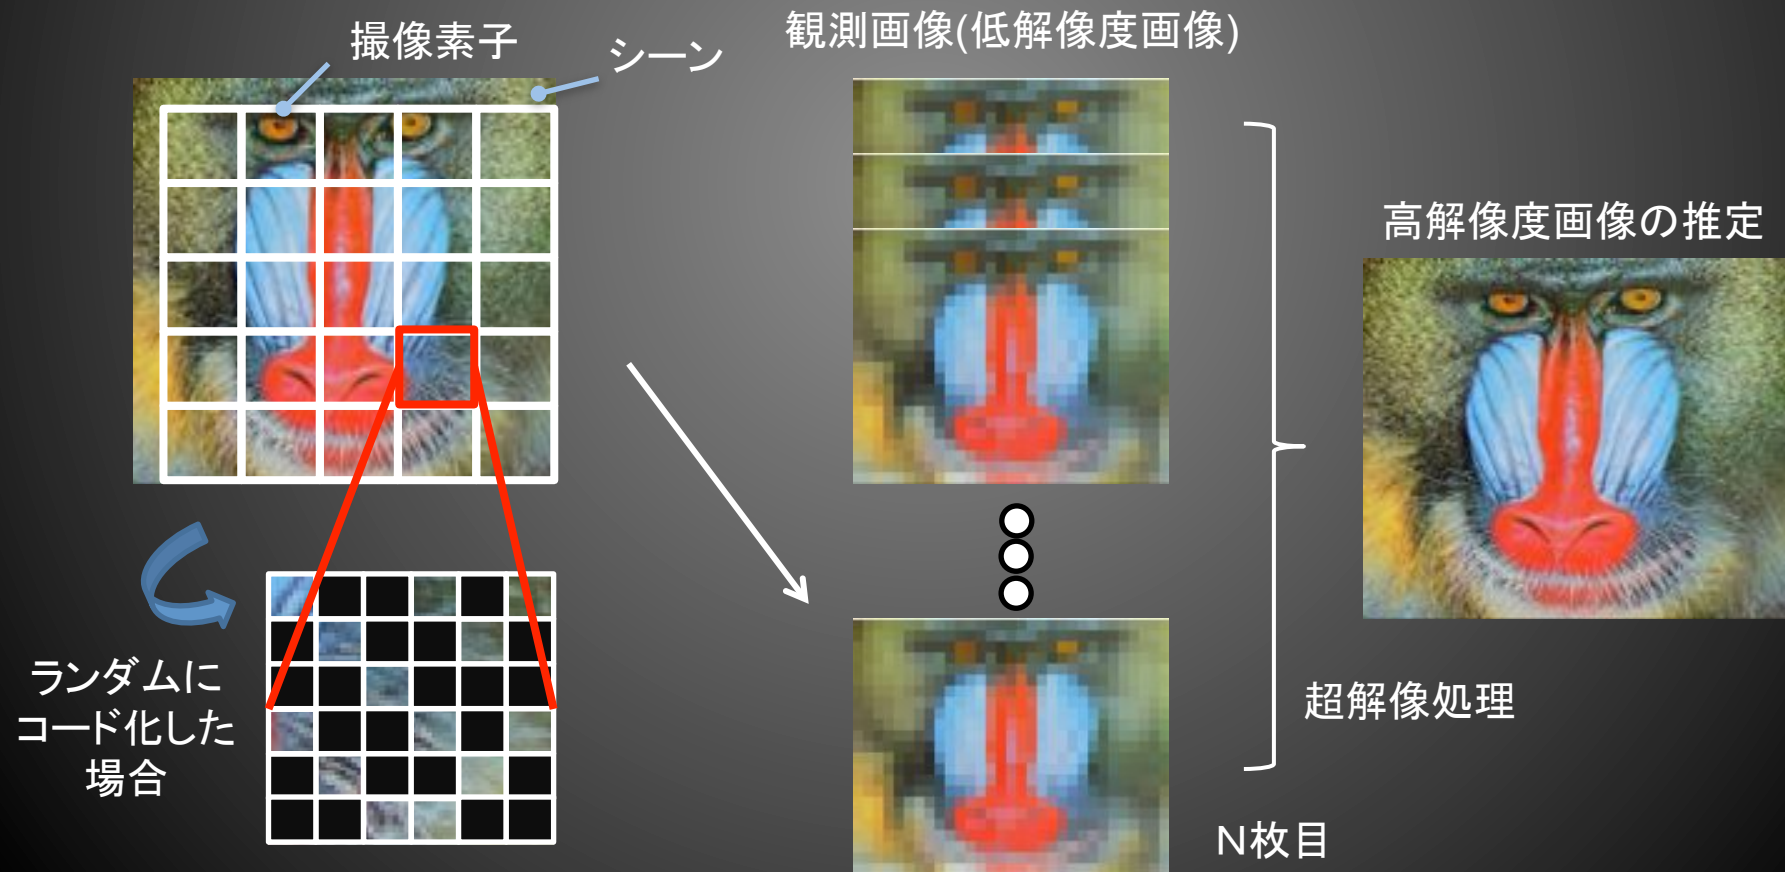 撮像素子
シーン
観測画像(低解像度画像)
高解像度画像の推定
ランダムに
コード化した
場合
超解像処理
N枚目